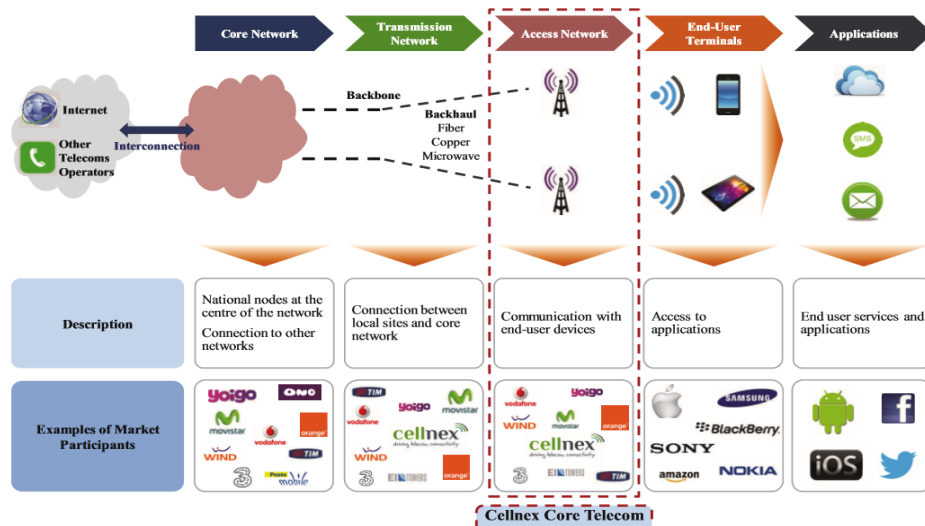 Core Network
Transmission
Network
Access Network
End-User
Terminals
Applications
Internet
Other
Telecoms
Operators
Interconnection
Backbone
Backhaul
Fiber
Copper
Microwave
SMS
Description
National nodes at the
centre of the network
Connection to other
networks
Connection between
local sites and core
network
Communication with
end-user devices
Access to
applications
End user services and
applications
Examples of Market
Participants
yoigo
ONO
movistar
vodafone
orange
WIND
TIM
3
Poste
mobile
TIM
vodafone
yoigo
movistar
cellnex
driving telecom connectivity
WIND
3
EI TOWERS
orange
vodafone
yoigo
movistar
orange
WIND
cellnex
driving telecom connectivity
3
EI TOWERS
TIM
SAMSUNG
BlackBerry
SONY
amazon
NOKIA
f
iOS
Cellnex Core Telecom